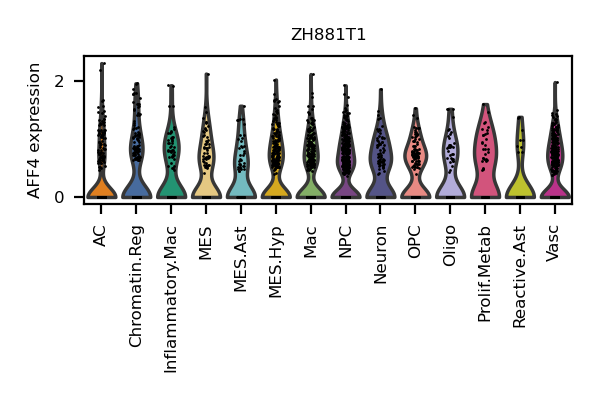 ZH881T1
AFF4 expression
2
0
AC
Chromatin.Reg
Inflammatory.Mac
MES
MES.Ast
MES.Hyp
Mac
NPC
Neuron
OPC
Oligo
Prolif.Metab
Reactive.Ast
Vasc